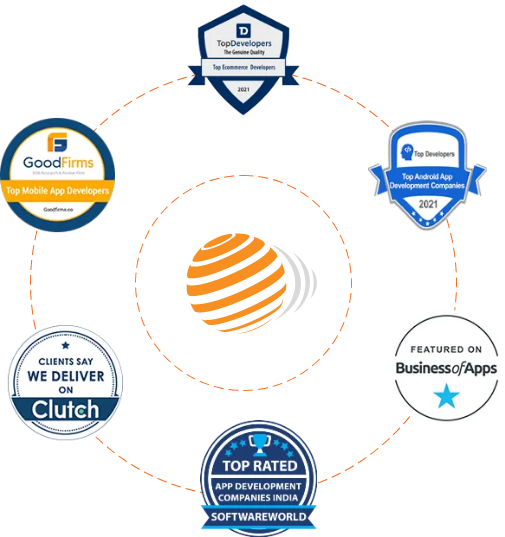 TopDevelopers
The Genuine Quality
Top Ecommerce Developers
2021
GoodFirms
Top Mobile App Developers
Goodfirms.co
Top Developers
Top Android App
Development Companies
2021
CLIENTS SAY
WE DELIVER
ON
Clutch
FEATURED ON
BusinessofApps
TOP RATED
APP DEVELOPMENT
COMPANIES INDIA
SOFTWAREWORLD